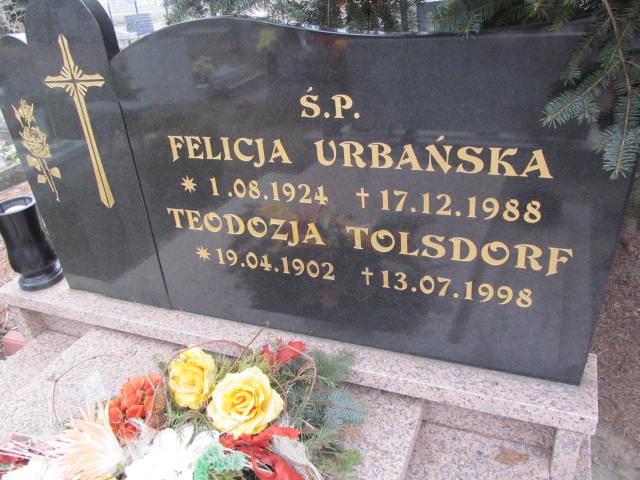 Ś.P.
FELICJA URBAŃSKA
* 1.08.1924 † 17.12.1988
TEODOZJA TOLSDORF
* 19.04.1902 † 13.07.1998